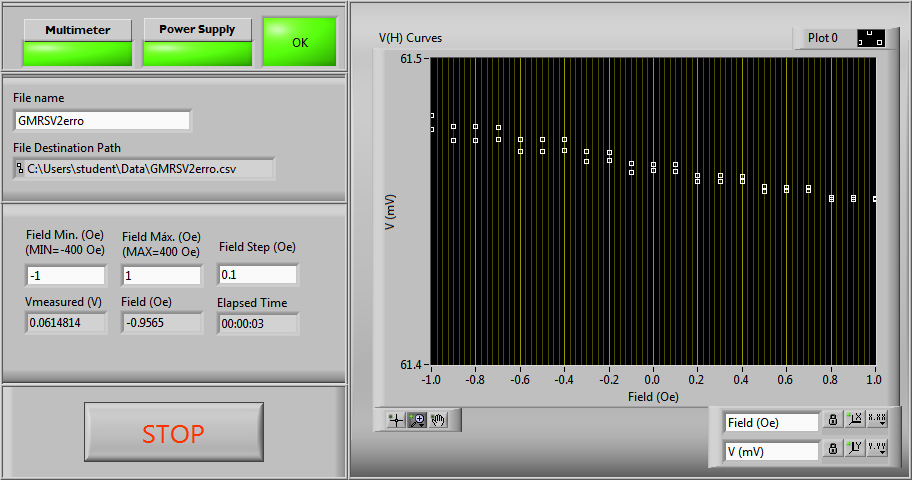 Multimeter
Power Supply
OK
File name
GMRSV2erro
File Destination Path
C:\Users\student\Data\GMRSV2erro.csv
Field Min. (Oe)
(MIN=-400 Oe)
Field Máx. (Oe)
(MAX=400 Oe)
Field Step (Oe)
-1
1
0.1
Vmeasured (V)
Field (Oe)
Elapsed Time
0.0614814
-0.9565
00:00:03
STOP
V(H) Curves
Plot 0
61.5
V (mV)
61.4
-1.0 -0.8 -0.6 -0.4 -0.2 0.0 0.2 0.4 0.6 0.8 1.0
Field (Oe)
Field (Oe)
X
X.XX
V (mV)
Y
Y.YY